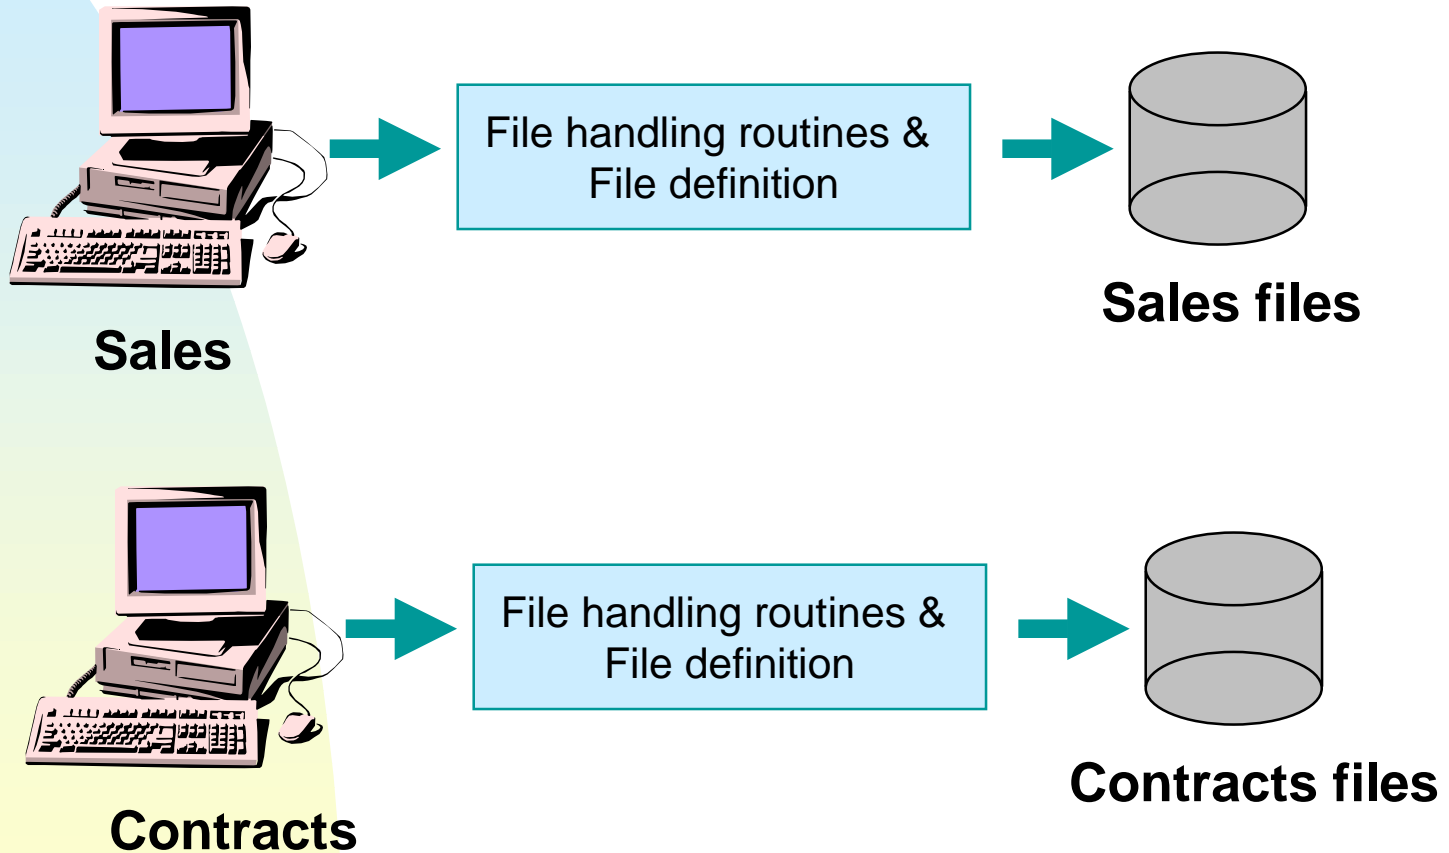 File handling routines &
File definition
Sales files
Sales
File handling routines &
File definition
Contracts files
Contracts